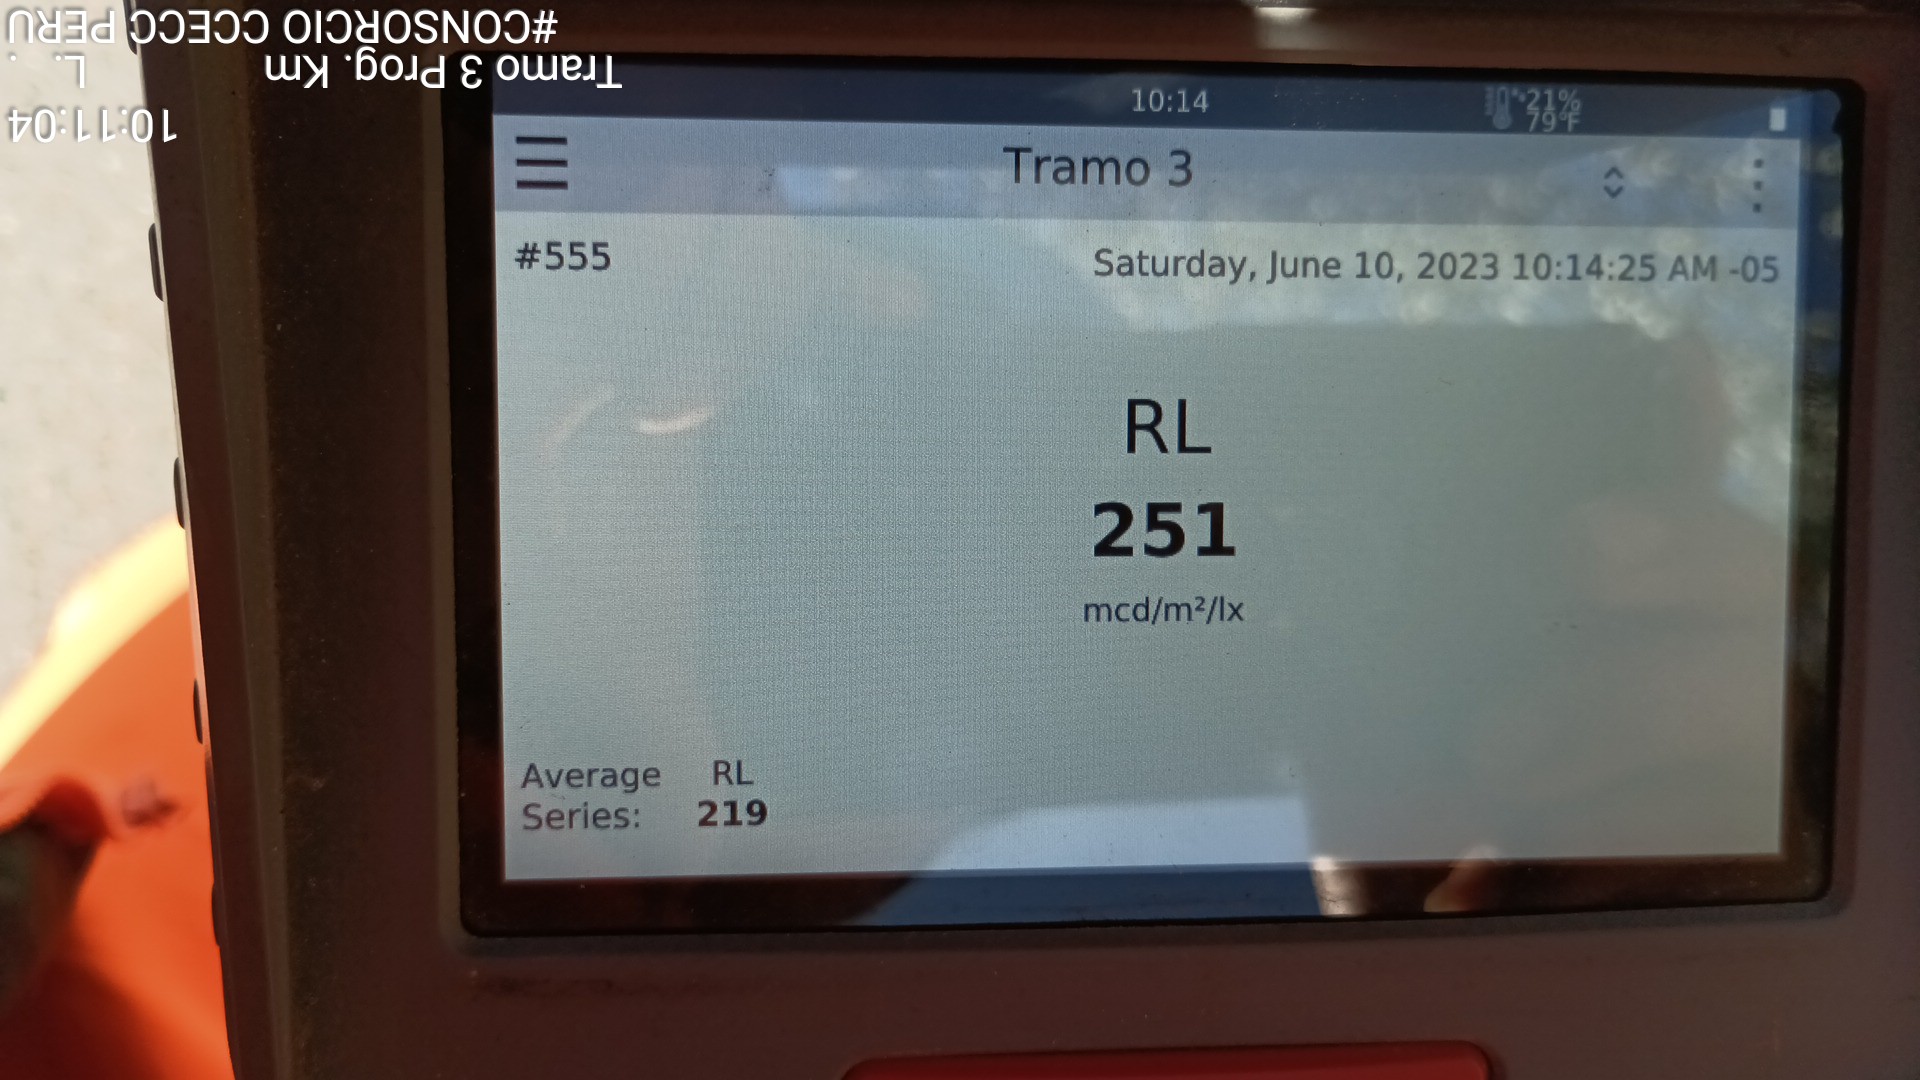 10:14
21%
79°F
Tramo 3
#555
Saturday, June 10, 2023 10:14:25 AM -05
RL
251
mcd/m²/lx
Average RL
Series: 219
10:11:04
Tramo 3 Prog. Km L. .
#CONSORCIO CCECC PERU